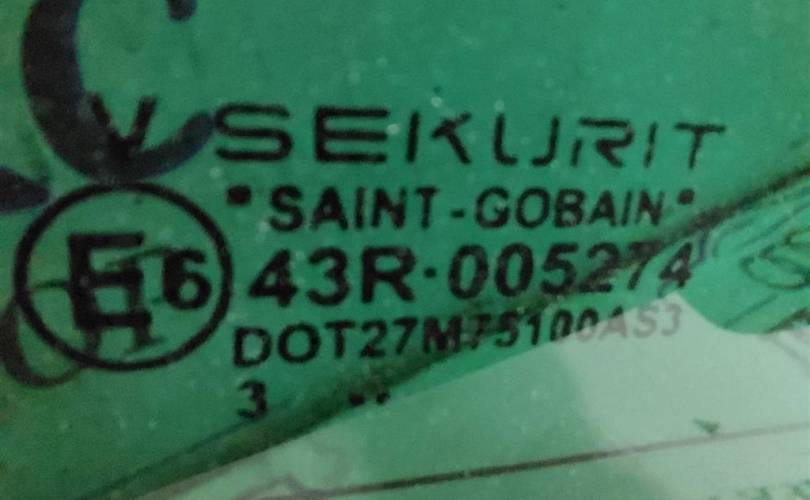 V SEKURIT
"SAINT-GOBAIN"
E6 43R-005274
DOT27M75100AS3
3 ..